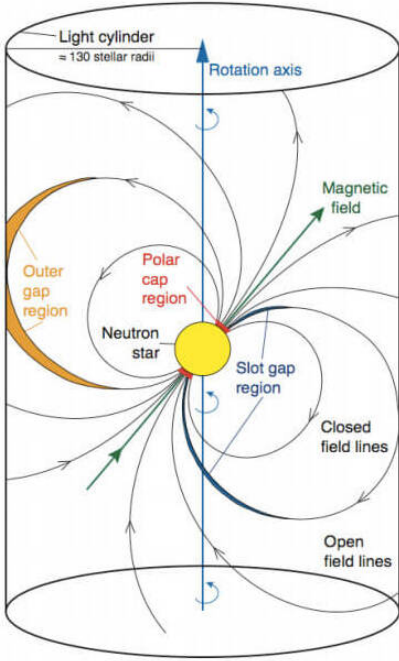 Light cylinder
≈ 130 stellar radii
Rotation axis
Magnetic
field
Polar
cap
region
Outer
gap
region
Neutron
star
Slot gap
region
Closed
field lines
Open
field lines